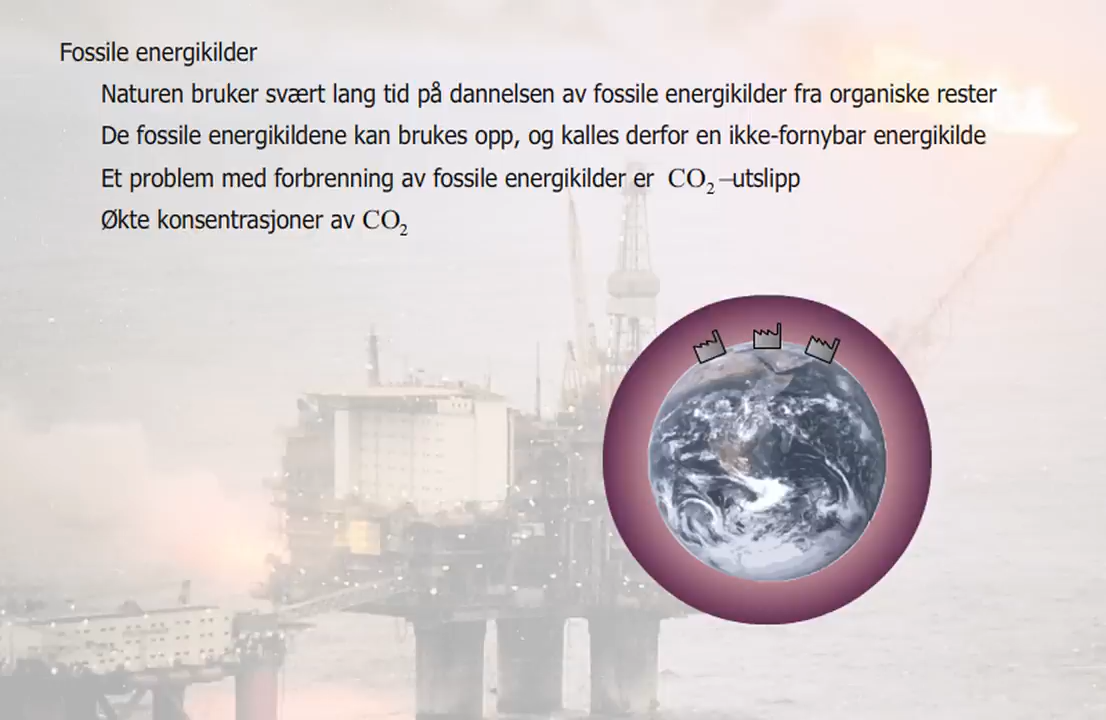 Fossile energikilder
Naturen bruker svært lang tid på dannelsen av fossile energikilder fra organiske rester
De fossile energikildene kan brukes opp, og kalles derfor en ikke-fornybar energikilde
Et problem med forbrenning av fossile energikilder er CO₂–utslipp
Økte konsentrasjoner av CO₂